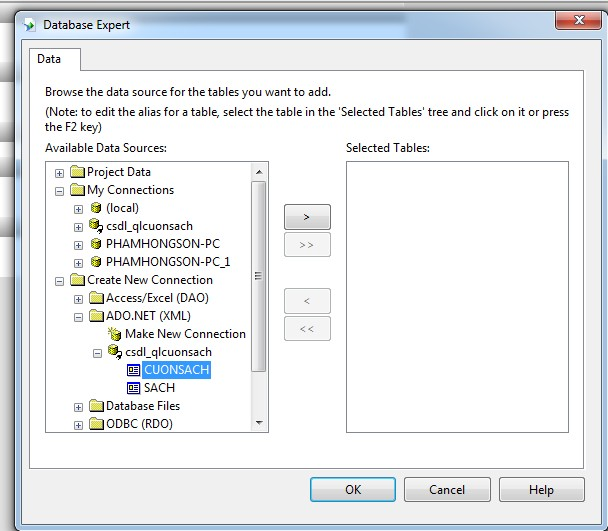 Database Expert
Data
Browse the data source for the tables you want to add.
(Note: to edit the alias for a table, select the table in the 'Selected Tables' tree and click on it or press
the F2 key)
Available Data Sources:
Selected Tables:
Project Data
My Connections
(local)
csdl_qlcuonsach
PHAMHONGSON-PC
PHAMHONGSON-PC_1
Create New Connection
Access/Excel (DAO)
ADO.NET (XML)
Make New Connection
csdl_qlcuonsach
CUONSACH
SACH
Database Files
ODBC (RDO)
>
>>
<
<<
OK
Cancel
Help